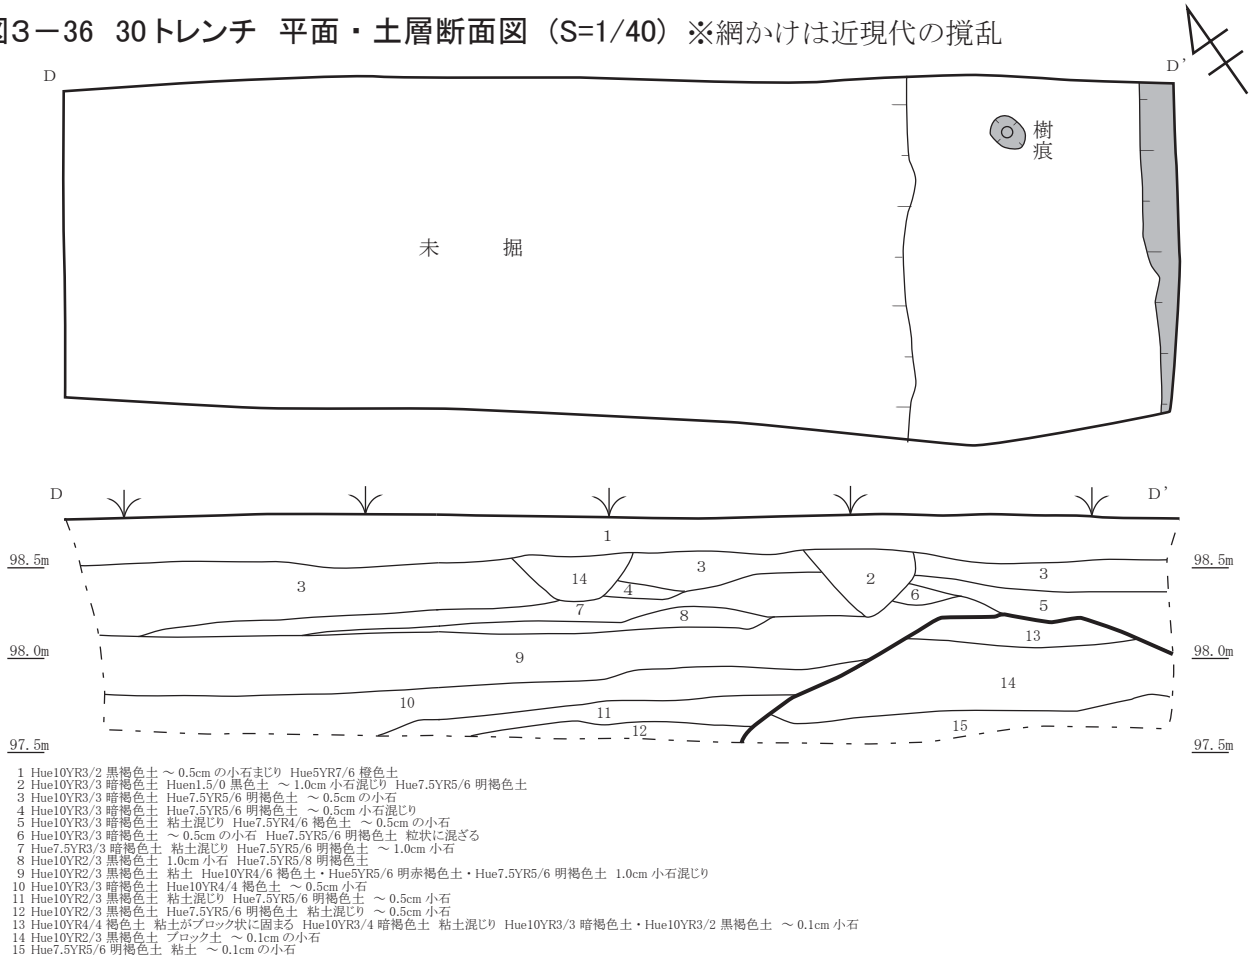 図3－36 30トレンチ 平面・土層断面図（S=1/40）※網かけは近現代の撹乱
D
D’
樹痕
未 掘
D
D’
1
98.5m
98.5m
3
14
4
3
2
3
6
5
7
8
13
98.0m
98.0m
9
14
10
11
12
15
97.5m
97.5m
1 Hue10YR3/2 黒褐色土 ～ 0.5cm の小石まじり Hue5YR7/6 橙色土
2 Hue10YR3/3 暗褐色土 Huen1.5/0 黒色土 ～ 1.0cm 小石混じり Hue7.5YR5/6 明褐色土
3 Hue10YR3/3 暗褐色土 Hue7.5YR5/6 明褐色土 ～ 0.5cm の小石
4 Hue10YR3/3 暗褐色土 Hue7.5YR5/6 明褐色土 ～ 0.5cm 小石混じり
5 Hue10YR3/3 暗褐色土 粘土混じり Hue7.5YR4/6 褐色土 ～ 0.5cm の小石
6 Hue10YR3/3 暗褐色土 ～ 0.5cm の小石 Hue7.5YR5/6 明褐色土 粒状に混ざる
7 Hue7.5YR3/3 暗褐色土 粘土混じり Hue7.5YR5/6 明褐色土 ～ 1.0cm 小石
8 Hue10YR2/3 黒褐色土 1.0cm 小石 Hue7.5YR5/8 明褐色土
9 Hue10YR2/3 黒褐色土 粘土 Hue10YR4/6 褐色土・Hue5YR5/6 明赤褐色土・Hue7.5YR5/6 明褐色土 1.0cm 小石混じり
10 Hue10YR3/3 暗褐色土 Hue10YR4/4 褐色土 ～ 0.5cm 小石
11 Hue10YR2/3 黒褐色土 粘土混じり Hue7.5YR5/6 明褐色土 ～ 0.5cm 小石
12 Hue10YR2/3 黒褐色土 Hue7.5YR5/6 明褐色土 粘土混じり ～ 0.5cm 小石
13 Hue10YR4/4 褐色土 粘土がブロック状に固まる Hue10YR3/4 暗褐色土 粘土混じり Hue10YR3/3 暗褐色土・Hue10YR3/2 黒褐色土 ～ 0.1cm 小石
14 Hue10YR2/3 黒褐色土 ブロック土 ～ 0.1cm の小石
15 Hue7.5YR5/6 明褐色土 粘土 ～ 0.1cm の小石